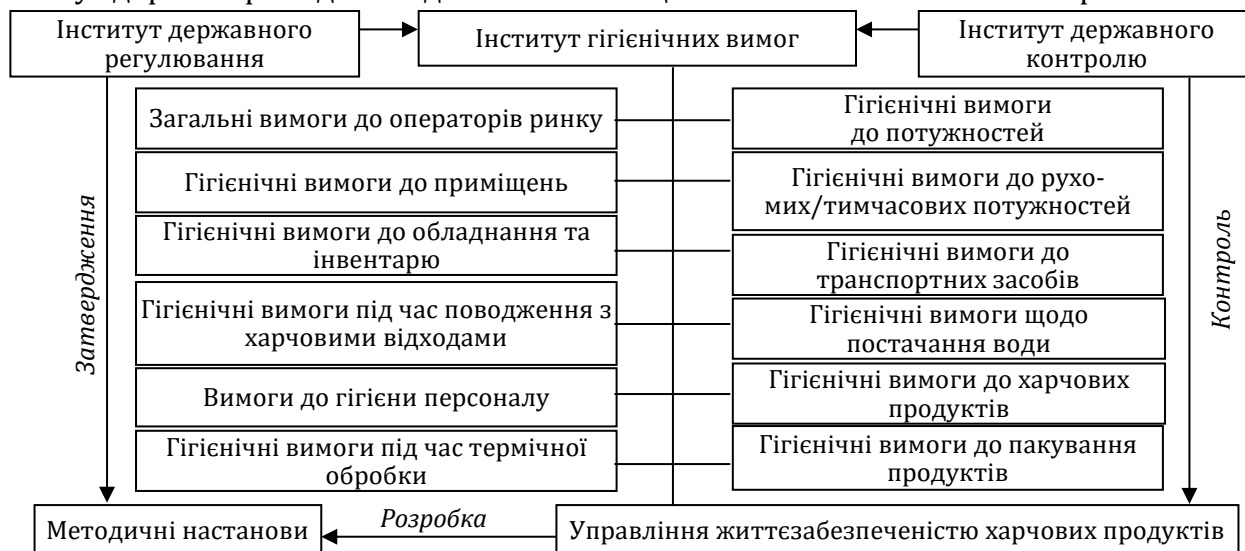 Інститут державного
регулювання
Інститут гігієнічних вимог
Інститут державного
контролю
Загальні вимоги до операторів ринку
Гігієнічні вимоги
до потужностей
Гігієнічні вимоги до приміщень
Гігієнічні вимоги до рухо-
мих/тимчасових потужностей
Гігієнічні вимоги до обладнання та
інвентарю
Гігієнічні вимоги до
транспортних засобів
Гігієнічні вимоги під час поводження з
харчовими відходами
Гігієнічні вимоги щодо
постачання води
Вимоги до гігієни персоналу
Гігієнічні вимоги до харчових
продуктів
Гігієнічні вимоги під час термічної
обробки
Гігієнічні вимоги до пакування
продуктів
Затвердження
Контроль
Методичні настанови
Розробка
Управління життєзабезпеченістю харчових продуктів